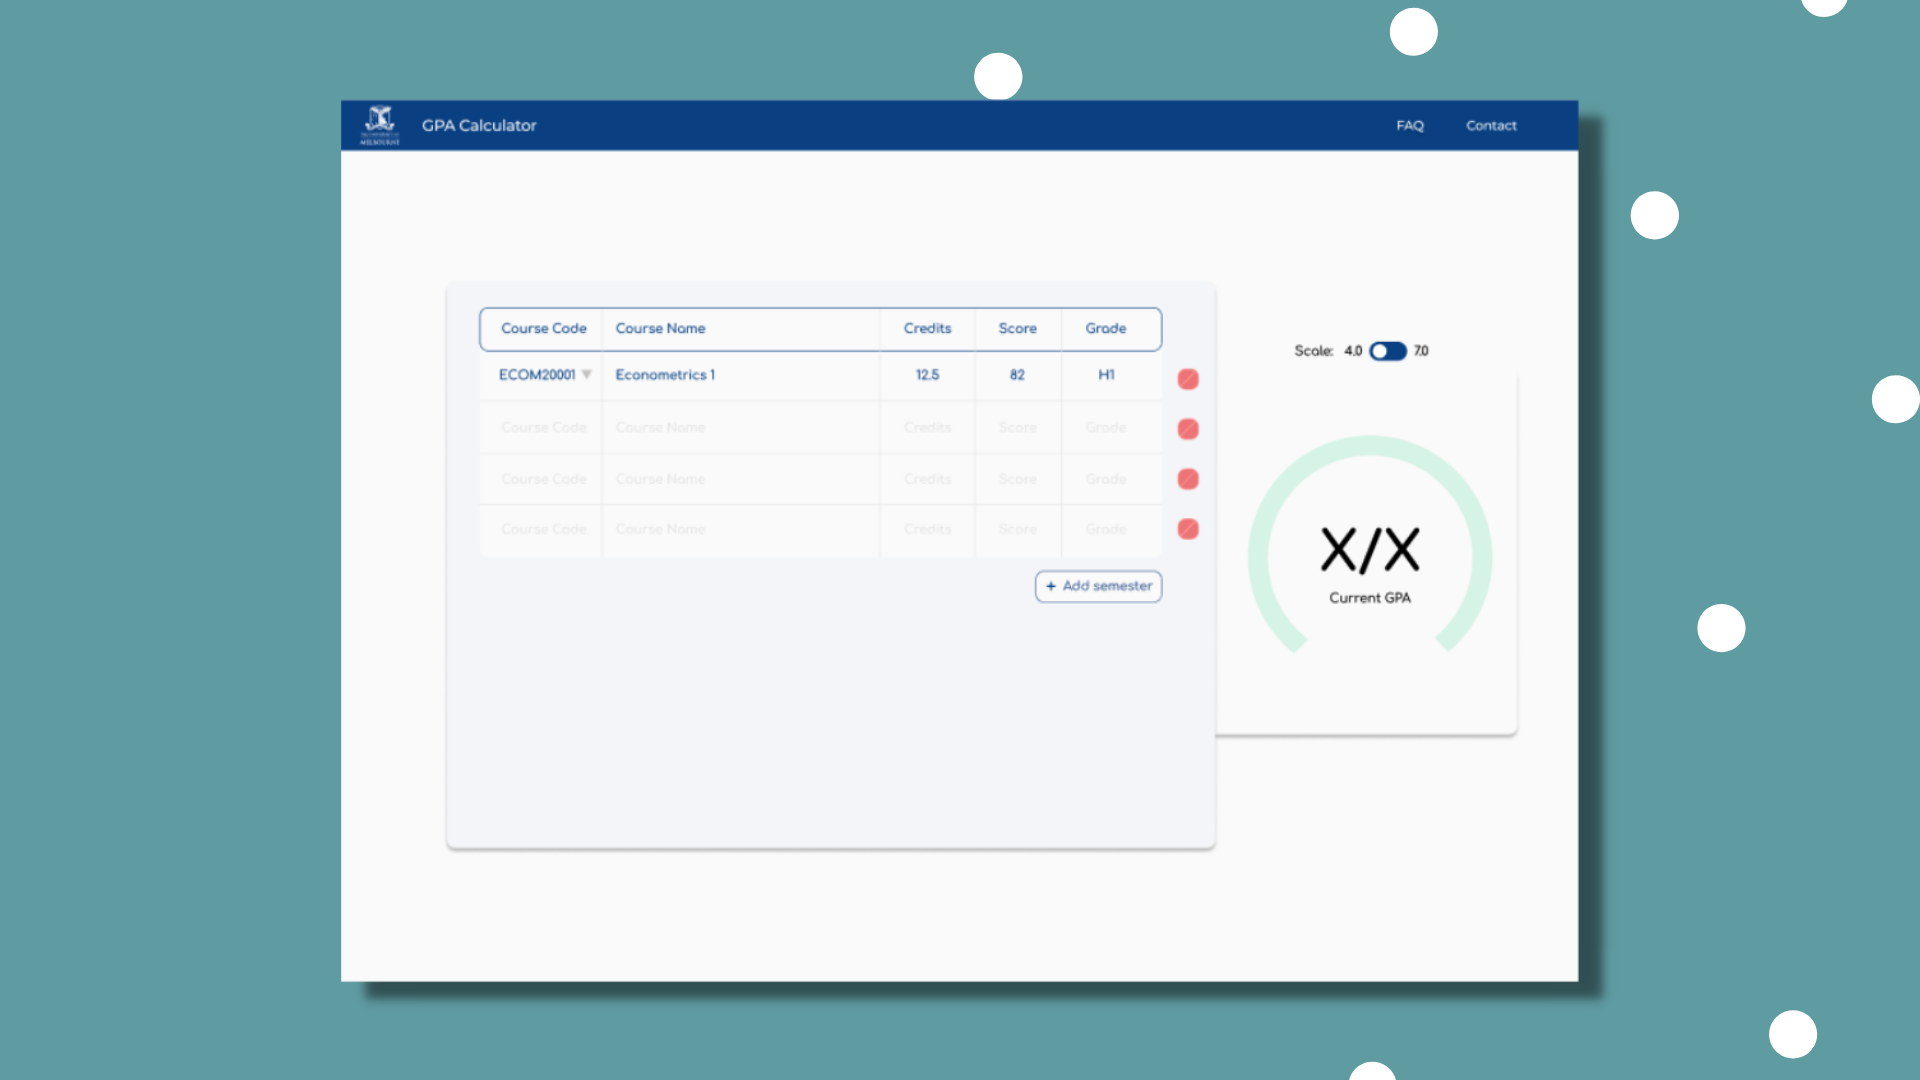 GPA Calculator
FAQ
Contact
MELBOURNE
Course Code Course Name Credits Score Grade
ECOM20001 Econometrics 1 12.5 82 H1
Course Code Course Name Credits Score Grade
Course Code Course Name Credits Score Grade
Course Code Course Name Credits Score Grade
+ Add semester
Scale: 4.0 7.0
X/X
Current GPA